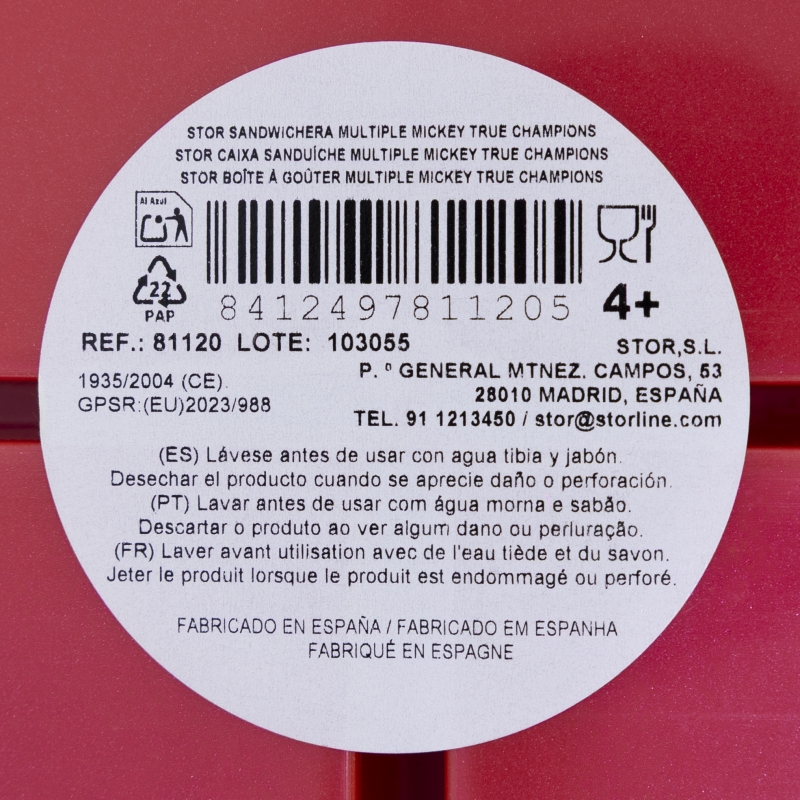 STOR SANDWICHERA MULTIPLE MICKEY TRUE CHAMPIONS
STOR CAIXA SANDUÍCHE MULTIPLE MICKEY TRUE CHAMPIONS
STOR BOÎTE À GOÛTER MULTIPLE MICKEY TRUE CHAMPIONS
Al Azul
22
PAP
8412497811205
4+
REF.: 81120 LOTE: 103055
1935/2004 (CE).
GPSR:(EU)2023/988
STOR,S.L.
P. º GENERAL MTNEZ. CAMPOS, 53
28010 MADRID, ESPAÑA
TEL. 91 1213450 / stor@storline.com
(ES) Lávese antes de usar con agua tibia y jabón.
Desechar el producto cuando se aprecie daño o perforación.
(PT) Lavar antes de usar com água morna e sabão.
Descartar o produto ao ver algum dano ou perfuração.
(FR) Laver avant utilisation avec de l'eau tiède et du savon.
Jeter le produit lorsque le produit est endommagé ou perforé.
FABRICADO EN ESPAÑA / FABRICADO EM ESPANHA
FABRIQUÉ EN ESPAGNE